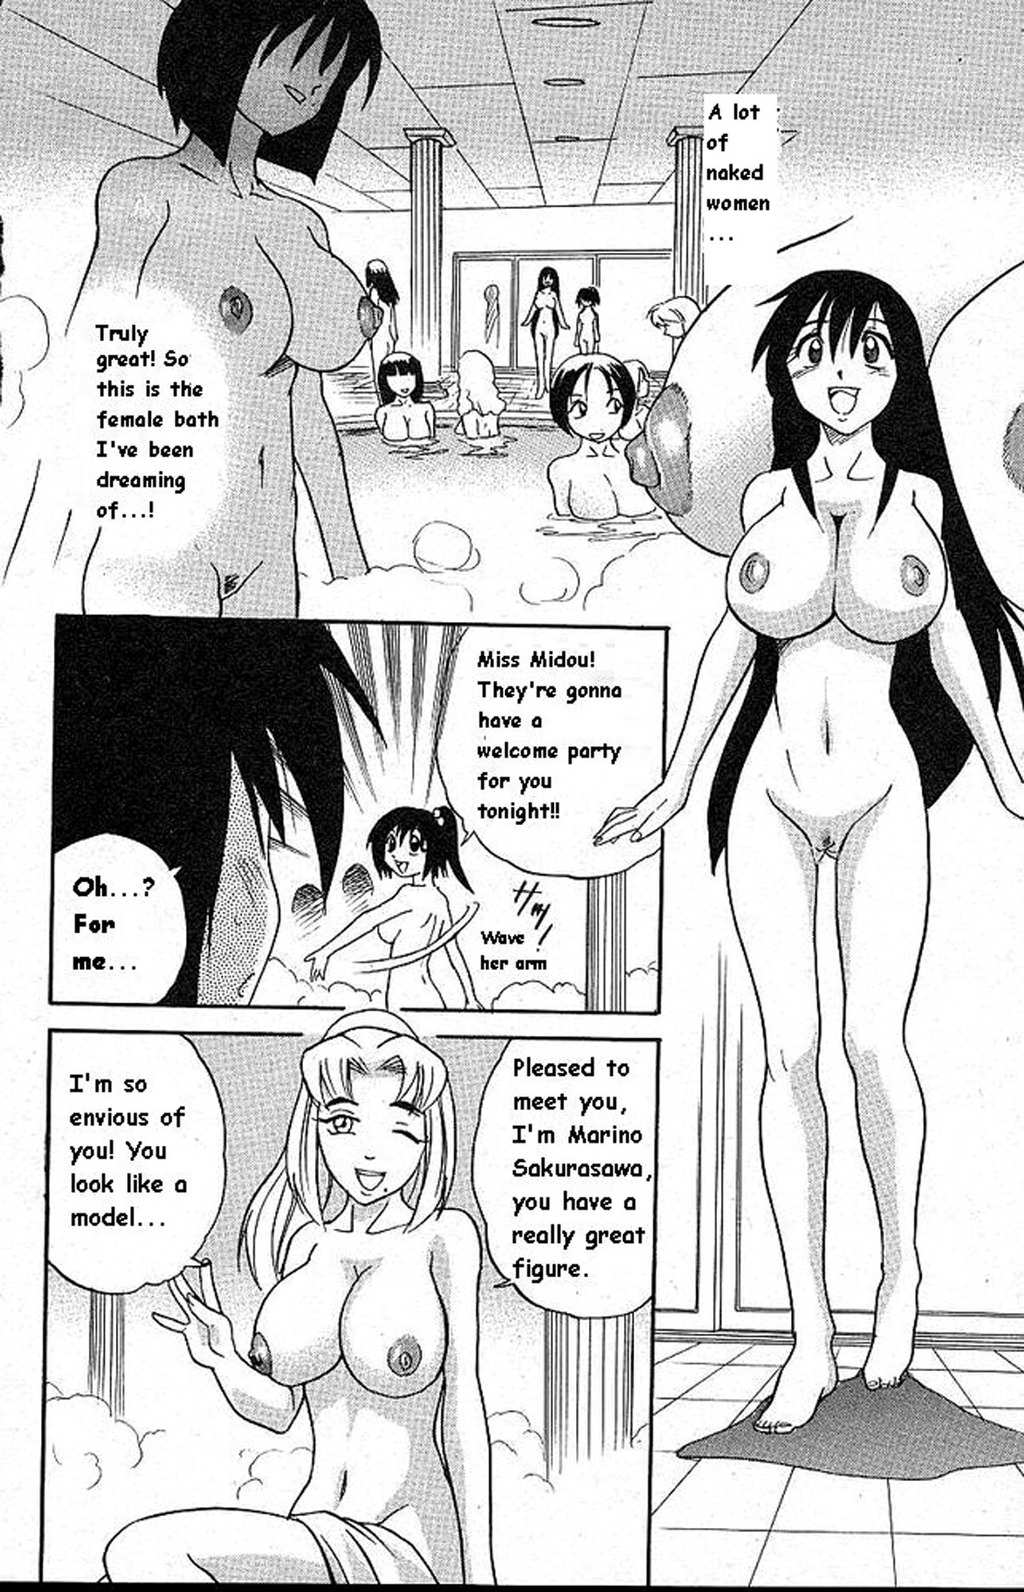 A lot
of
naked
women
...
Truly
great! So
this is the
female bath
I've been
dreaming
of...!
Miss Midou!
They're gonna
have a
welcome party
for you
tonight!!
Oh...?
For
me...
Wave
her arm
Pleased to
meet you,
I'm Marino
Sakurasawa,
you have a
really great
figure.
I'm so
envious of
you! You
look like a
model...